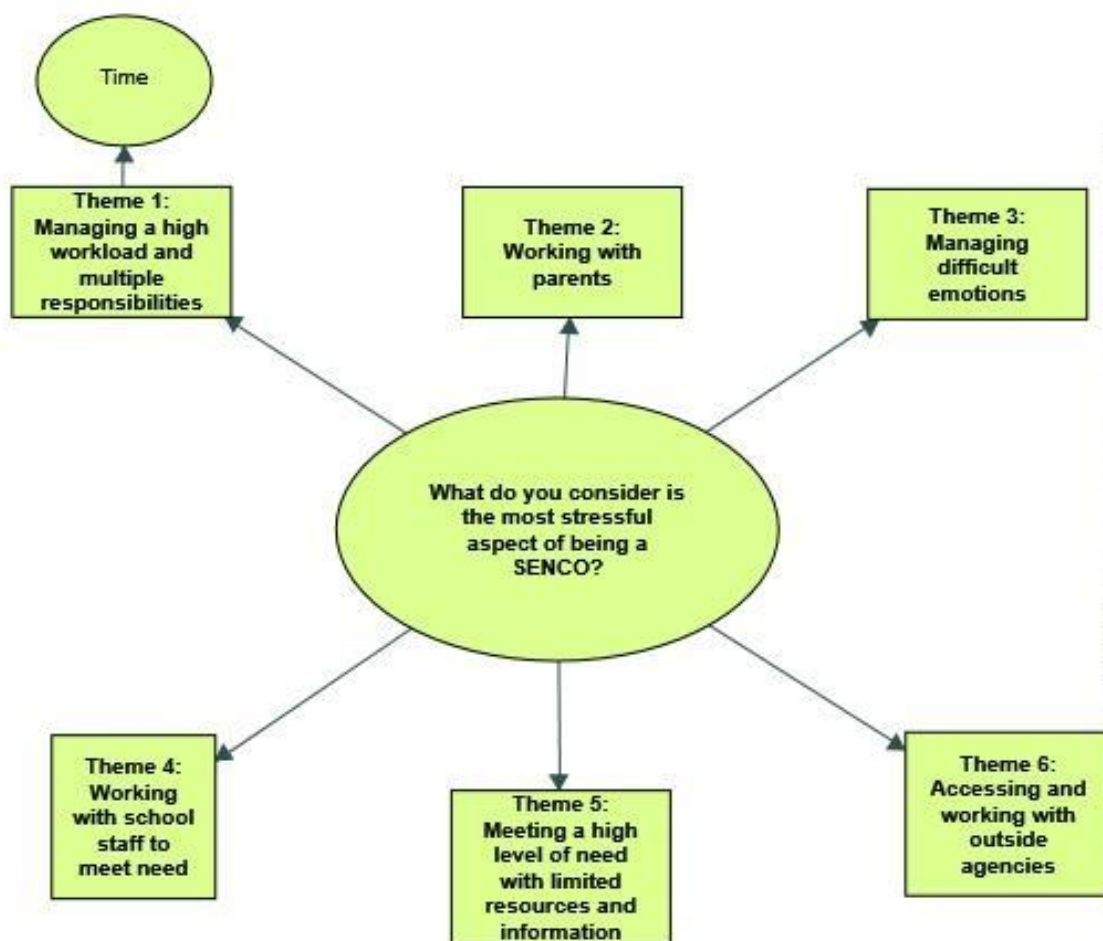 Time
Theme 1:
Managing a high
workload and
multiple
responsibilities
Theme 2:
Working with
parents
Theme 3:
Managing
difficult
emotions
What do you consider is
the most stressful
aspect of being a
SENCO?
Theme 4:
Working
with school
staff to
meet need
Theme 5:
Meeting a high
level of need
with limited
resources and
information
Theme 6:
Accessing and
working with
outside
agencies